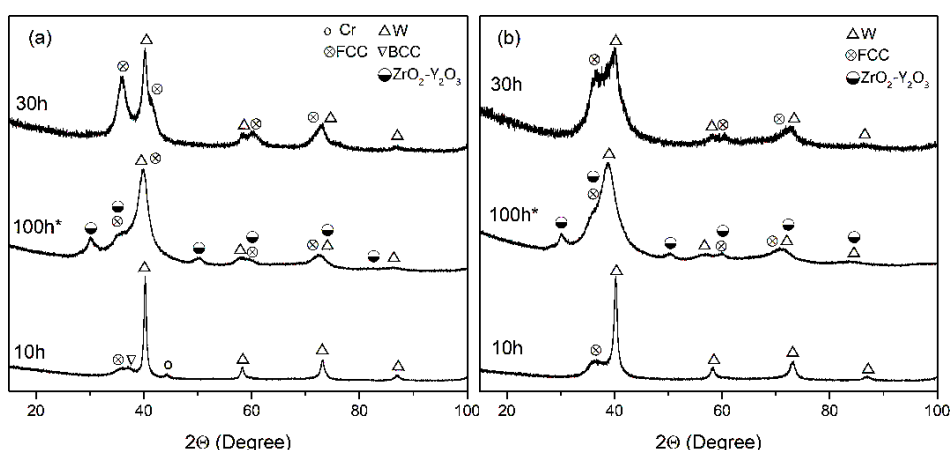 (a)
Cr
W
FCC
BCC
ZrO₂-Y₂O₃
30h
100h*
10h
20
40
60
80
100
2Θ (Degree)
(b)
W
FCC
ZrO₂-Y₂O₃
30h
100h*
10h
20
40
60
80
100
2Θ (Degree)